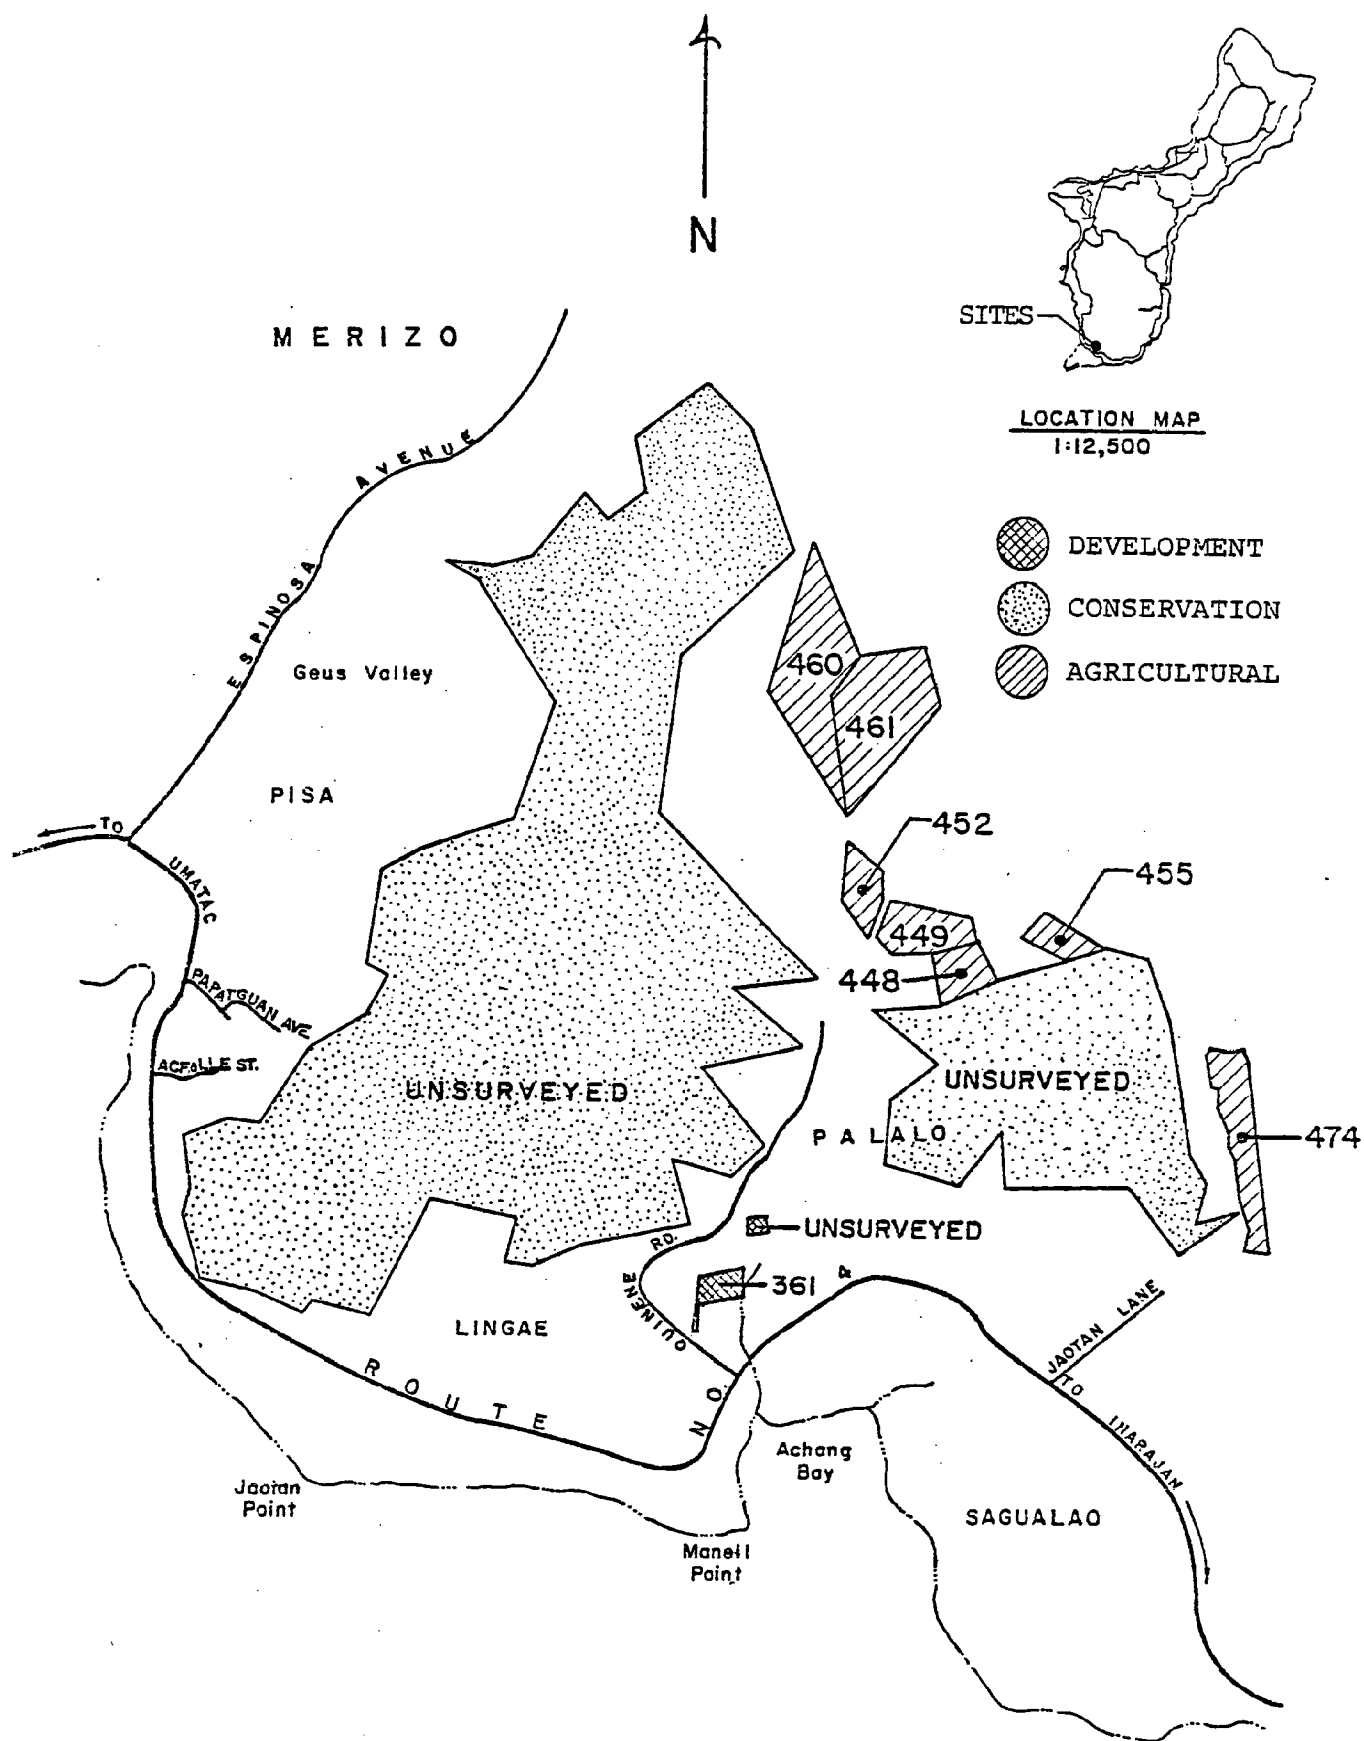 N
SITES
MERIZO
LOCATION MAP
1:12,500
E SPINOSA AVENUE
DEVELOPMENT
CONSERVATION
AGRICULTURAL
Geus Valley
460
461
PISA
TO UMATAC
452
455
449
448
PAPATGUAN AVE
ACFALLE ST.
UNSURVEYED
UNSURVEYED
PALALO
474
UNSURVEYED
QUINENE RD.
361
LINGAE
JAOTAN LANE
ROUTE NO. 4
TO INARAJAN
Achang
Bay
Jaotan
Point
SAGUALAO
Manell
Point